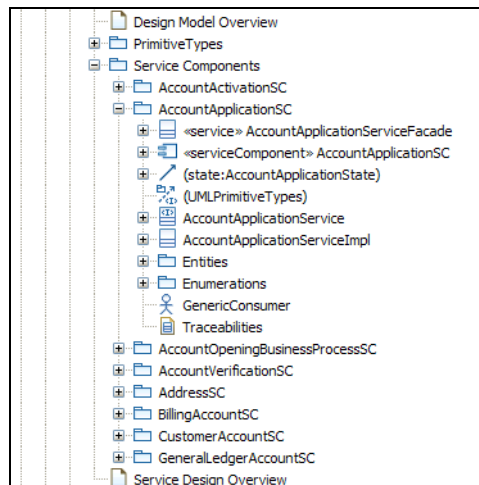 Design Model Overview
PrimitiveTypes
Service Components
AccountActivationSC
AccountApplicationSC
«service» AccountApplicationServiceFacade
«serviceComponent» AccountApplicationSC
(state:AccountApplicationState)
(UMLPrimitiveTypes)
AccountApplicationService
AccountApplicationServiceImpl
Entities
Enumerations
GenericConsumer
Traceabilities
AccountOpeningBusinessProcessSC
AccountVerificationSC
AddressSC
BillingAccountSC
CustomerAccountSC
GeneralLedgerAccountSC
Service Design Overview